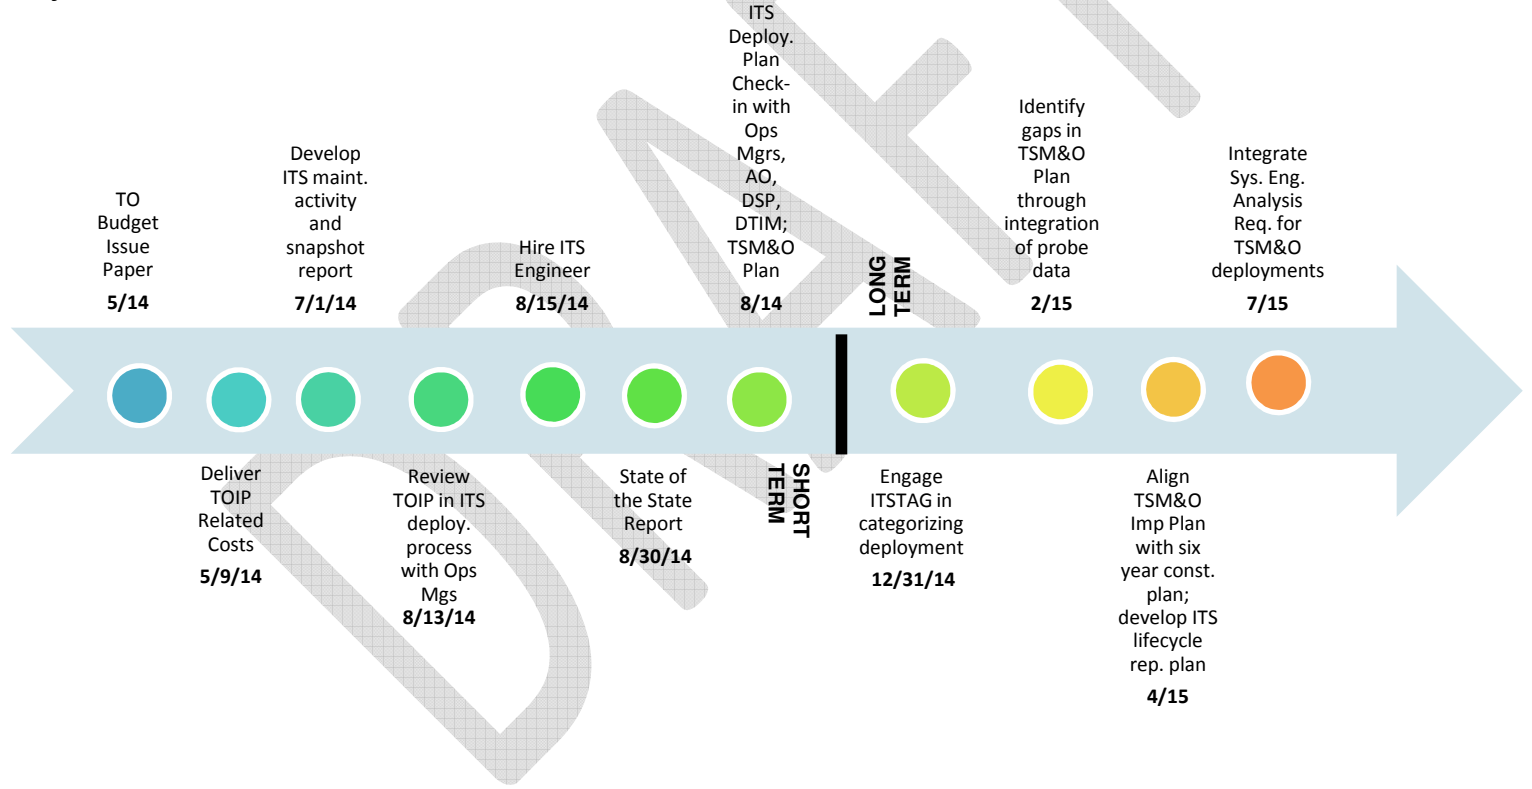 TO
Budget
Issue
Paper
5/14
Deliver
TOIP
Related
Costs
5/9/14
Develop
ITS maint.
activity
and
snapshot
report
7/1/14
Review
TOIP in ITS
deploy.
process
with Ops
Mgs
8/13/14
Hire ITS
Engineer
8/15/14
State of
the State
Report
8/30/14
ITS
Deploy.
Plan
Check-
in with
Ops
Mgrs,
AO,
DSP,
DTIM;
TSM&O
Plan
8/14
SHORT
TERM
LONG
TERM
Engage
ITSTAG in
categorizing
deployment
12/31/14
Identify
gaps in
TSM&O
Plan
through
integration
of probe
data
2/15
Align
TSM&O
Imp Plan
with six
year const.
plan;
develop ITS
lifecycle
rep. plan
4/15
Integrate
Sys. Eng.
Analysis
Req. for
TSM&O
deployments
7/15
DRAFT